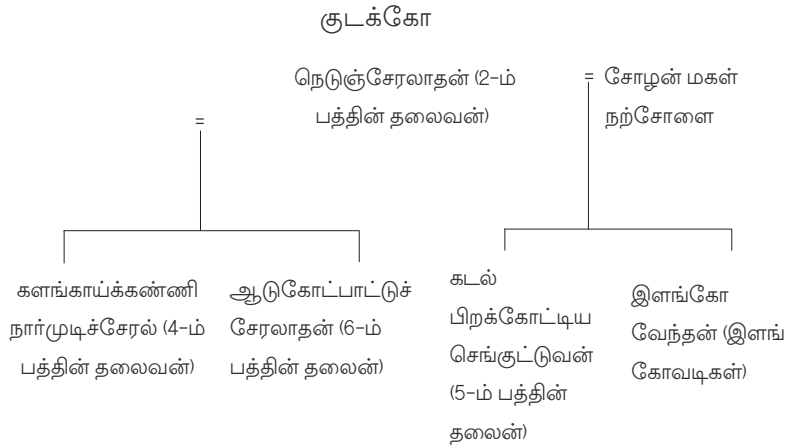 குடக்கோ
நெடுஞ்சேரலாதன் (2-ம்
பத்தின் தலைவன்)
= சோழன் மகள்
நற்சோளை
=
களங்காய்க்கண்ணி
நார்முடிச்சேரல் (4-ம்
பத்தின் தலைவன்)
ஆடுகோட்பாட்டுச்
சேரலாதன் (6-ம்
பத்தின் தலைன்)
கடல்
பிறக்கோட்டிய
செங்குட்டுவன்
(5-ம் பத்தின்
தலைன்)
இளங்கோ
வேந்தன் (இளங்
கோவடிகள்)